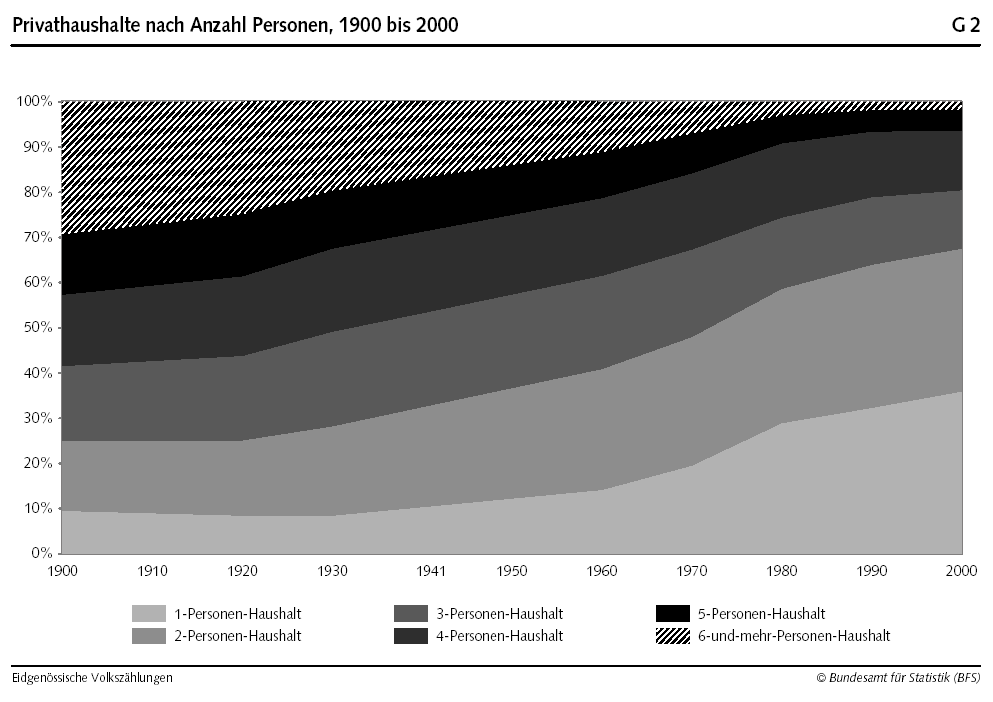 Privathaushalte nach Anzahl Personen, 1900 bis 2000 G 2
100%
90%
80%
70%
60%
50%
40%
30%
20%
10%
0%
1900 1910 1920 1930 1941 1950 1960 1970 1980 1990 2000
1-Personen-Haushalt 3-Personen-Haushalt 5-Personen-Haushalt
2-Personen-Haushalt 4-Personen-Haushalt 6-und-mehr-Personen-Haushalt
Eidgenössische Volkszählungen © Bundesamt für Statistik (BFS)